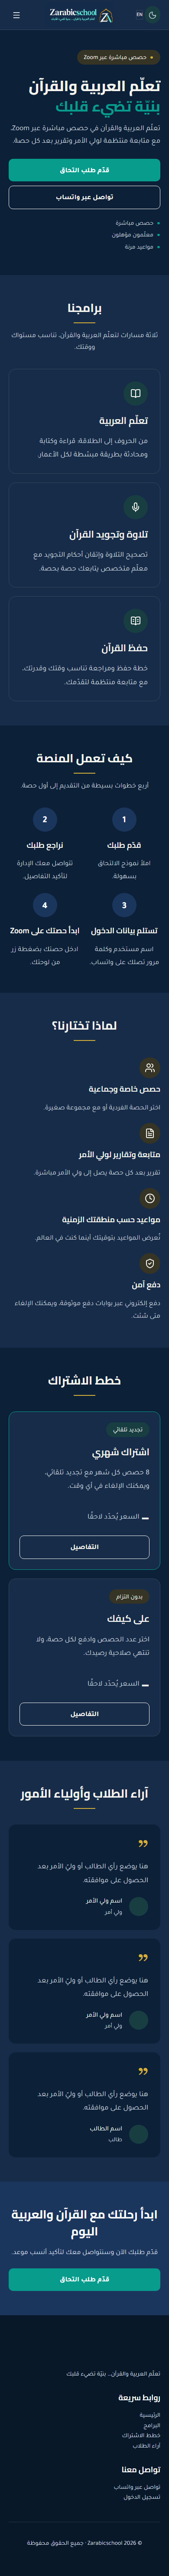 Zarabicschool
EN
حصص مباشرة عبر Zoom
تعلّم العربية والقرآن
بنيّة تضيء قلبك
تعلّم العربية والقرآن في حصص مباشرة عبر Zoom،
مع متابعة منتظمة لولي الأمر وتقرير بعد كل حصة.
قدّم طلب التحاق
تواصل عبر واتساب
حصص مباشرة
معلّمون مؤهلون
مواعيد مرنة
برامجنا
ثلاثة مسارات لتعلّم العربية والقرآن، تناسب مستواك
ووقتك.
تعلّم العربية
من الحروف إلى الطلاقة: قراءة وكتابة
ومحادثة بطريقة مبسّطة لكل الأعمار.
تلاوة وتجويد القرآن
تصحيح التلاوة وإتقان أحكام التجويد مع
معلّم متخصص يتابعك حصة بحصة.
حفظ القرآن
خطة حفظ ومراجعة تناسب وقتك وقدرتك،
مع متابعة منتظمة لتقدّمك.
كيف تعمل المنصة
أربع خطوات بسيطة من التقديم إلى أول حصة.
1
قدّم طلبك
املأ نموذج الالتحاق
بسهولة.
2
نراجع طلبك
تتواصل معك الإدارة
لتأكيد التفاصيل.
3
تستلم بيانات الدخول
اسم مستخدم وكلمة
مرور تصلك على واتساب.
4
ابدأ حصتك على Zoom
ادخل حصتك بضغطة زر
من لوحتك.
لماذا تختارنا؟
حصص خاصة وجماعية
اختر الحصة الفردية أو مع مجموعة صغيرة.
متابعة وتقارير لولي الأمر
تقرير بعد كل حصة يصل إلى ولي الأمر مباشرة.
مواعيد حسب منطقتك الزمنية
تُعرض المواعيد بتوقيتك أينما كنت في العالم.
دفع آمن
دفع إلكتروني عبر بوابات دفع موثوقة، ويمكنك الإلغاء
متى شئت.
خطط الاشتراك
تجديد تلقائي
اشتراك شهري
8 حصص كل شهر مع تجديد تلقائي،
ويمكنك الإلغاء في أي وقت.
— السعر يُحدّد لاحقًا
التفاصيل
بدون التزام
على كيفك
اختر عدد الحصص وادفع لكل حصة، ولا
تنتهي صلاحية رصيدك.
— السعر يُحدّد لاحقًا
التفاصيل
آراء الطلاب وأولياء الأمور
هنا يوضع رأي الطالب أو وليّ الأمر بعد
الحصول على موافقته.
اسم ولي الأمر
ولي أمر
هنا يوضع رأي الطالب أو وليّ الأمر بعد
الحصول على موافقته.
اسم ولي الأمر
ولي أمر
هنا يوضع رأي الطالب أو وليّ الأمر بعد
الحصول على موافقته.
اسم الطالب
طالب
ابدأ رحلتك مع القرآن والعربية
اليوم
قدّم طلبك الآن وسنتواصل معك لتأكيد أنسب موعد.
قدّم طلب التحاق
تعلّم العربية والقرآن… بنيّة تضيء قلبك
روابط سريعة
الرئيسية
البرامج
خطط الاشتراك
آراء الطلاب
تواصل معنا
تواصل عبر واتساب
تسجيل الدخول
© 2026 Zarabicschool · جميع الحقوق محفوظة